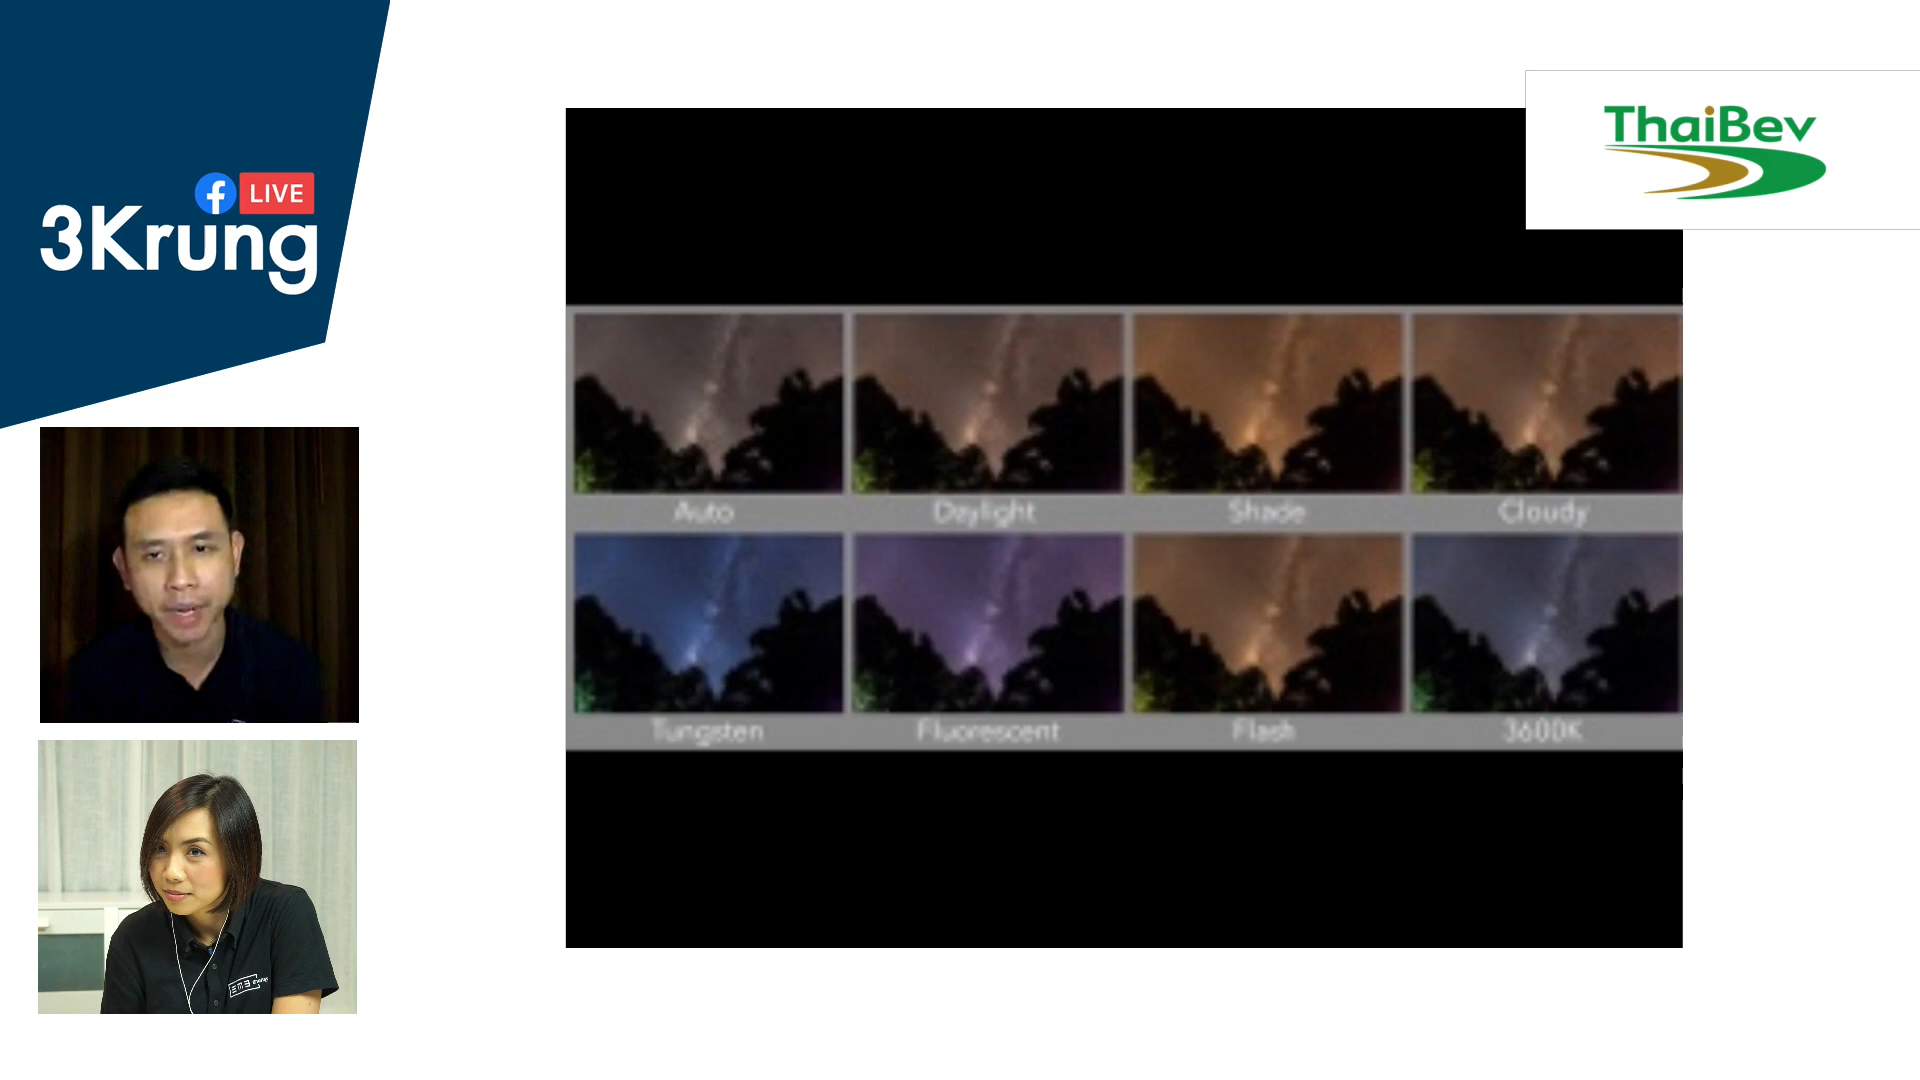 LIVE
3Krung
ThaiBev
Auto
Daylight
Shade
Cloudy
Tungsten
Fluorescent
Flash
3600K